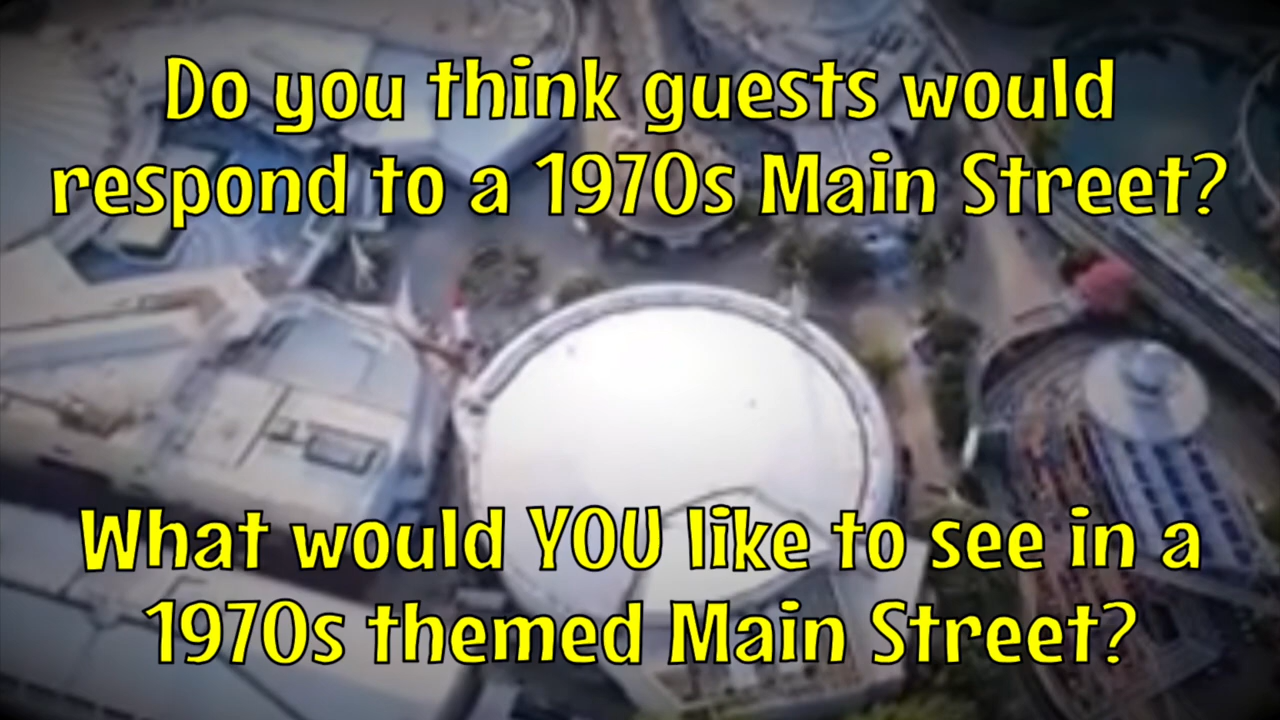 Do you think guests would
respond to a 1970s Main Street?
What would YOU like to see in a
1970s themed Main Street?